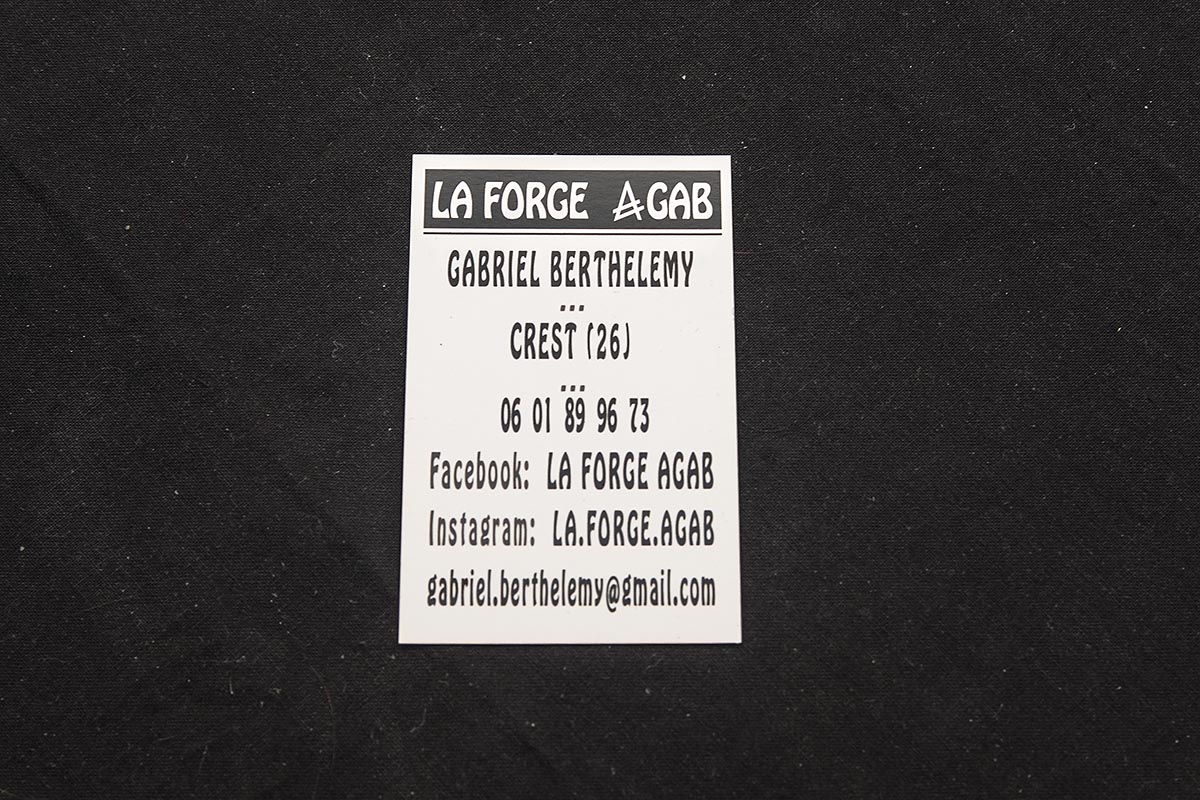 LA FORGE AGAB
GABRIEL BERTHELEMY
...
CREST (26)
...
06 01 89 96 73
Facebook: LA FORGE AGAB
Instagram: LA.FORGE.AGAB
gabriel.berthelemy@gmail.com